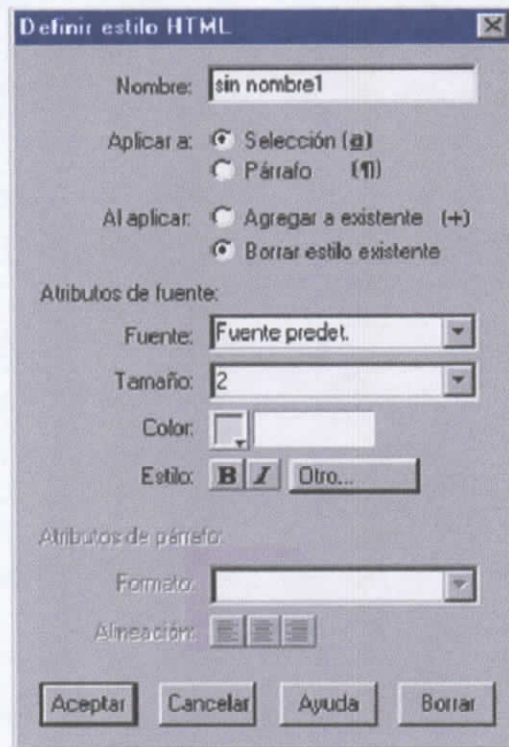 Definir estilo HTML
Nombre: sin nombre1
Aplicar a: Selección (a)
Párrafo (¶)
Al aplicar: Agregar a existente (+)
Borrar estilo existente
Atributos de fuente:
Fuente: Fuente predet.
Tamaño: 2
Color:
Estilo: B I Otro...
Atributos de párrafo:
Formato:
Alineación:
Aceptar Cancelar Ayuda Borrar